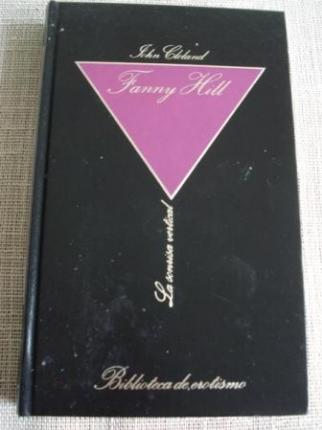 John Cleland
Fanny Hill
La sonrisa vertical
Biblioteca de erotismo